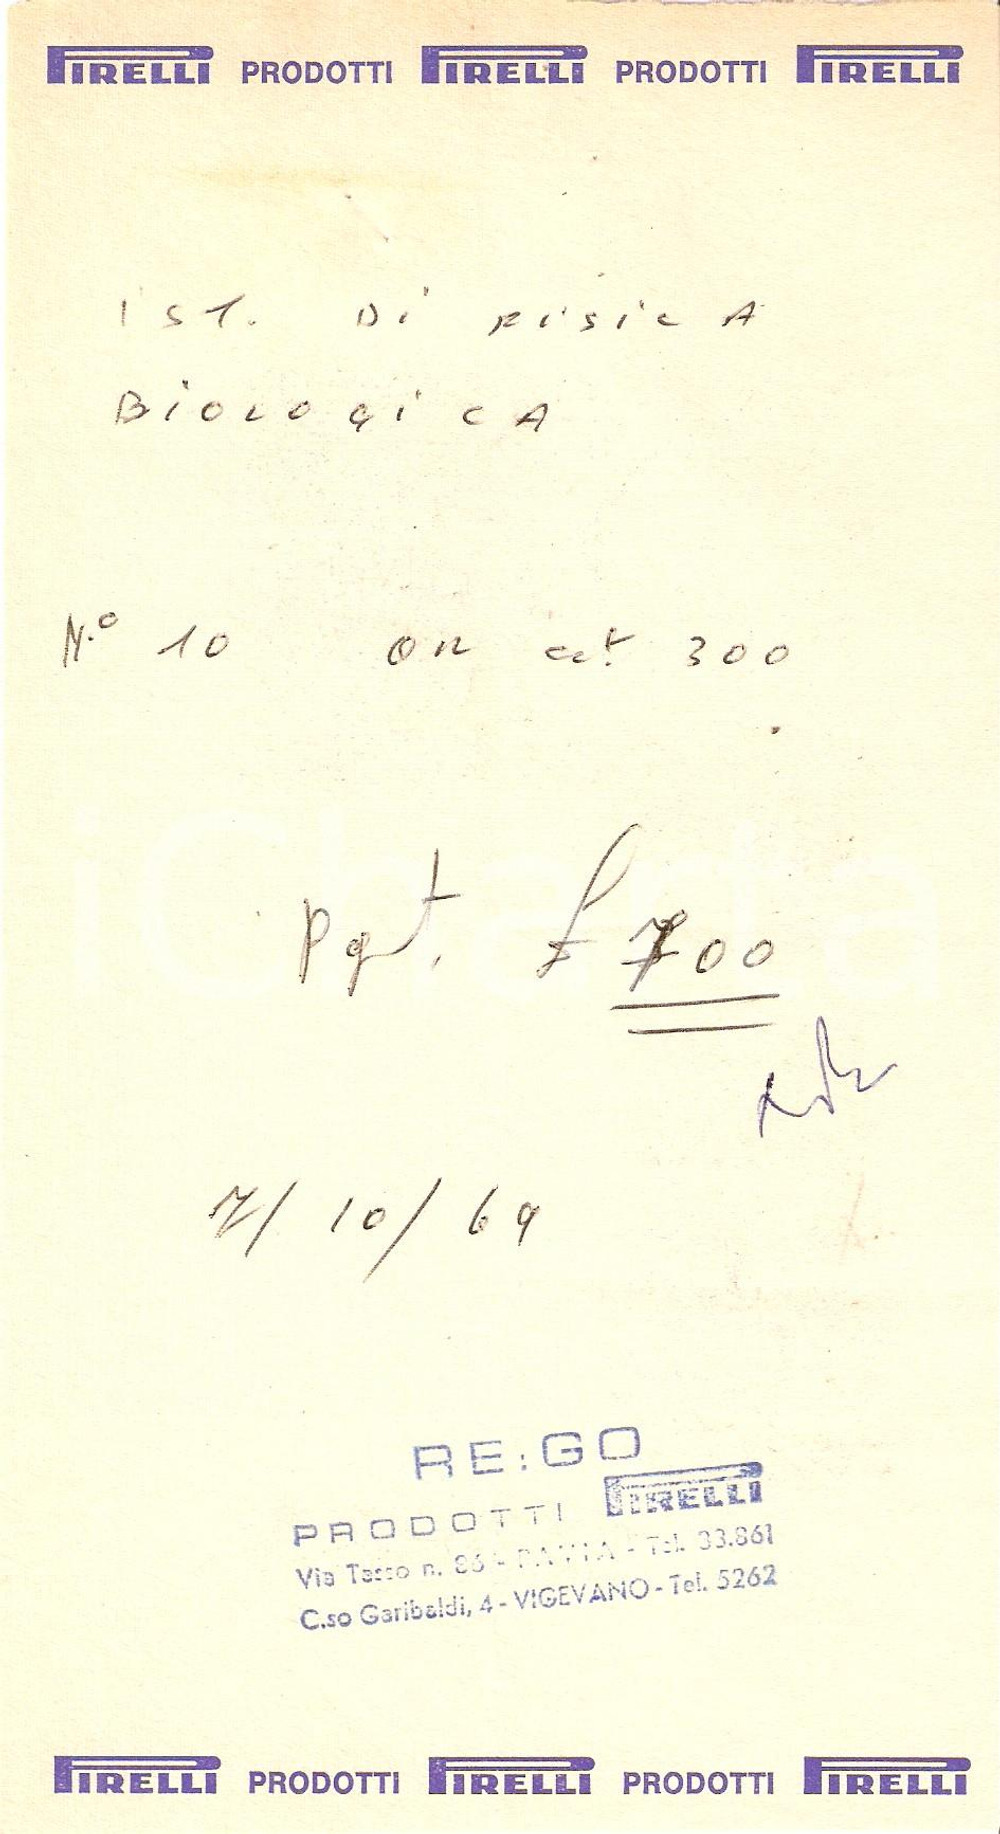 PIRELLI PRODOTTI PIRELLI PRODOTTI PIRELLI
IST. Di FISICA
BiOLOGiCA
N.º 10 OR 300
Pgt. £ 700
7/10/69
RE:GO
PRODOTTI PIRELLI
Via Tasso n. 86 - PAVIA - Tel. 33.861
C.so Garibaldi, 4 - VIGEVANO - Tel. 5262
PIRELLI PRODOTTI PIRELLI PRODOTTI PIRELLI